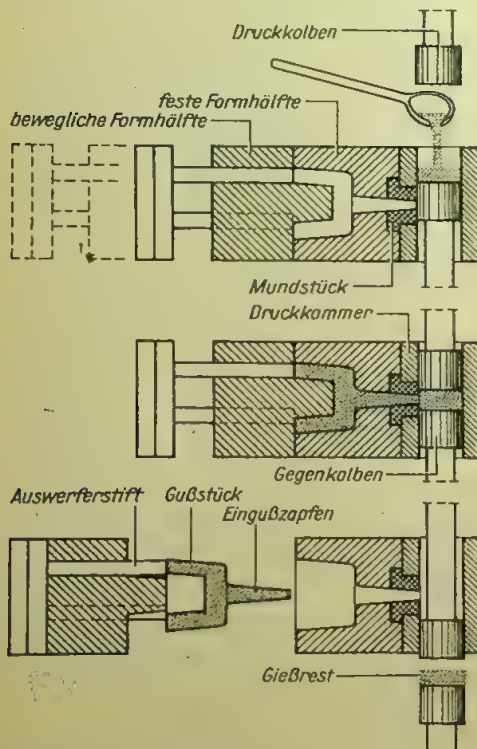 Druckkolben
feste Formhälfte
bewegliche Formhälfte
Mundstück
Druckkammer
Gegenkolben
Auswerferstift Gußstück
Eingußzapfen
Gießrest